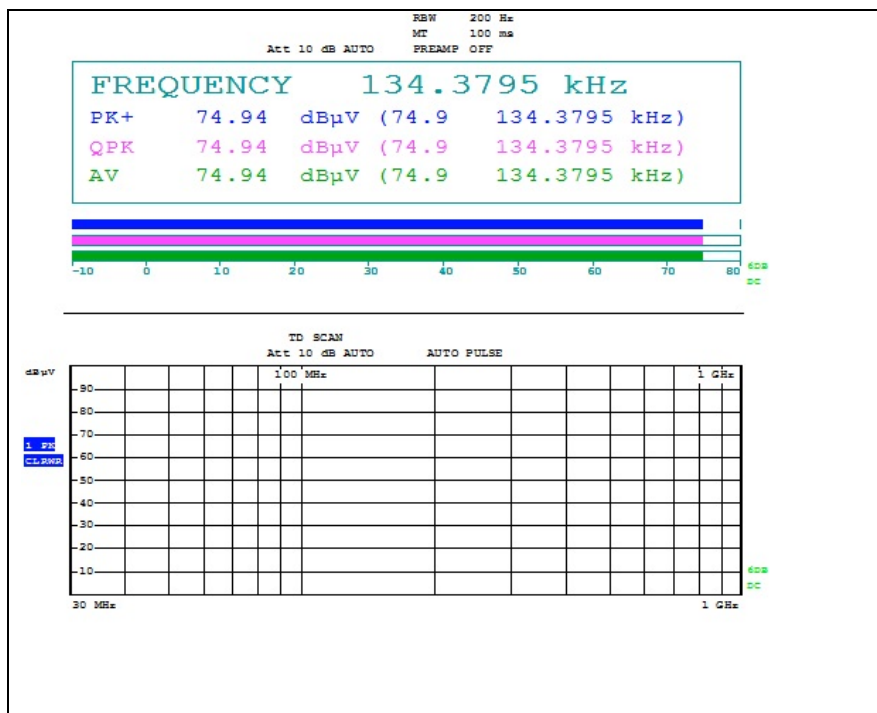 RBW 200 Hz
MT 100 ms
Att 10 dB AUTO PREAMP OFF
FREQUENCY 134.3795 kHz
PK+ 74.94 dBµV (74.9 134.3795 kHz)
QPK 74.94 dBµV (74.9 134.3795 kHz)
AV 74.94 dBµV (74.9 134.3795 kHz)
-10 0 10 20 30 40 50 60 70 80
6DB
DC
TD SCAN
Att 10 dB AUTO AUTO PULSE
dBµV
100 MHz 1 GHz
90
80
70
1 PK
CLRWR
60
50
40
30
20
10
6DB
DC
30 MHz 1 GHz